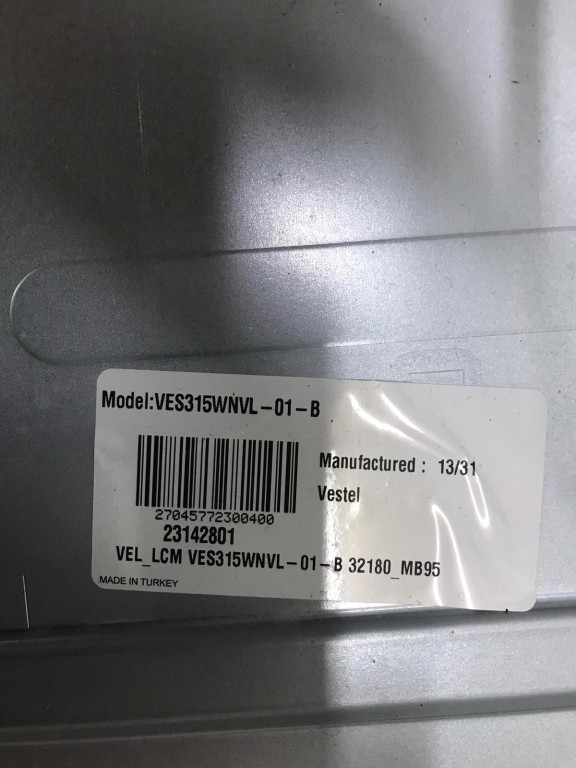 Model:VES315WNVL-01-B
Manufactured : 13/31
Vestel
27045772300400
23142801
VEL_LCM VES315WNVL-01-B 32180_MB95
MADE IN TURKEY